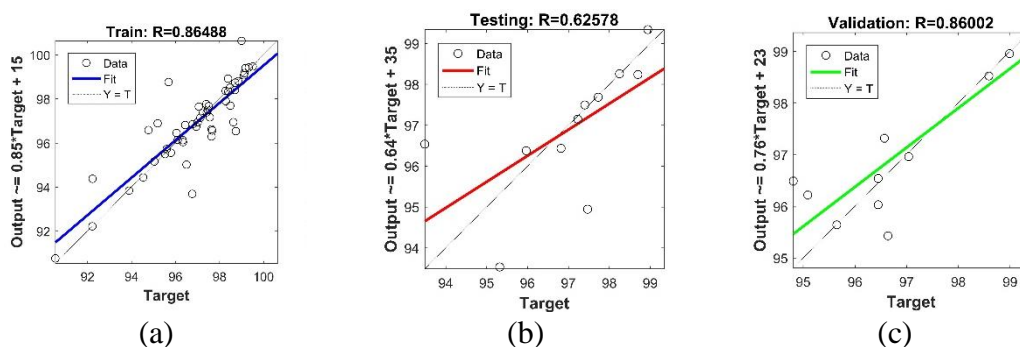 Train: R=0.86488
Output ~= 0.85*Target + 15
100
98
96
94
92
Data
Fit
Y = T
92 94 96 98 100
Target
(a)
Testing: R=0.62578
Output ~= 0.64*Target + 35
99
98
97
96
95
94
Data
Fit
Y = T
94 95 96 97 98 99
Target
(b)
Validation: R=0.86002
Output ~= 0.76*Target + 23
99
98
97
96
95
Data
Fit
Y = T
95 96 97 98 99
Target
(c)